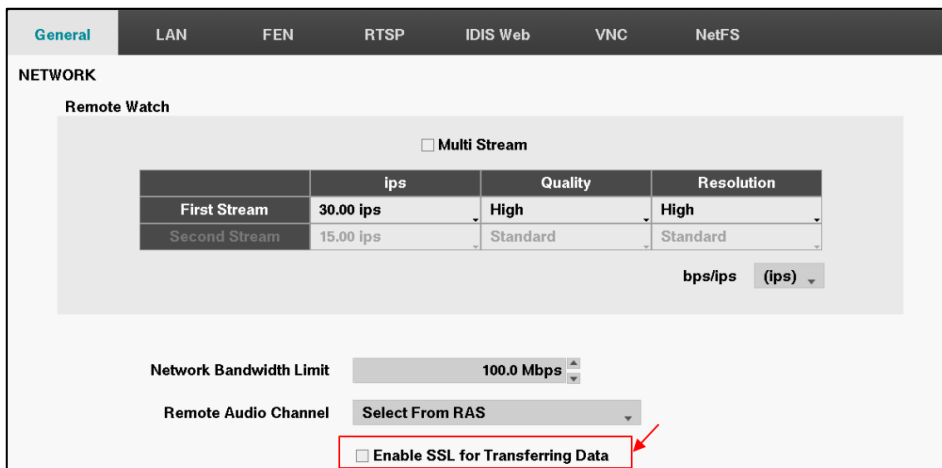 General LAN FEN RTSP IDIS Web VNC NetFS
NETWORK
Remote Watch
Multi Stream
ips Quality Resolution
First Stream 30.00 ips High High
Second Stream 15.00 ips Standard Standard
bps/ips (ips)
Network Bandwidth Limit 100.0 Mbps
Remote Audio Channel Select From RAS
Enable SSL for Transferring Data